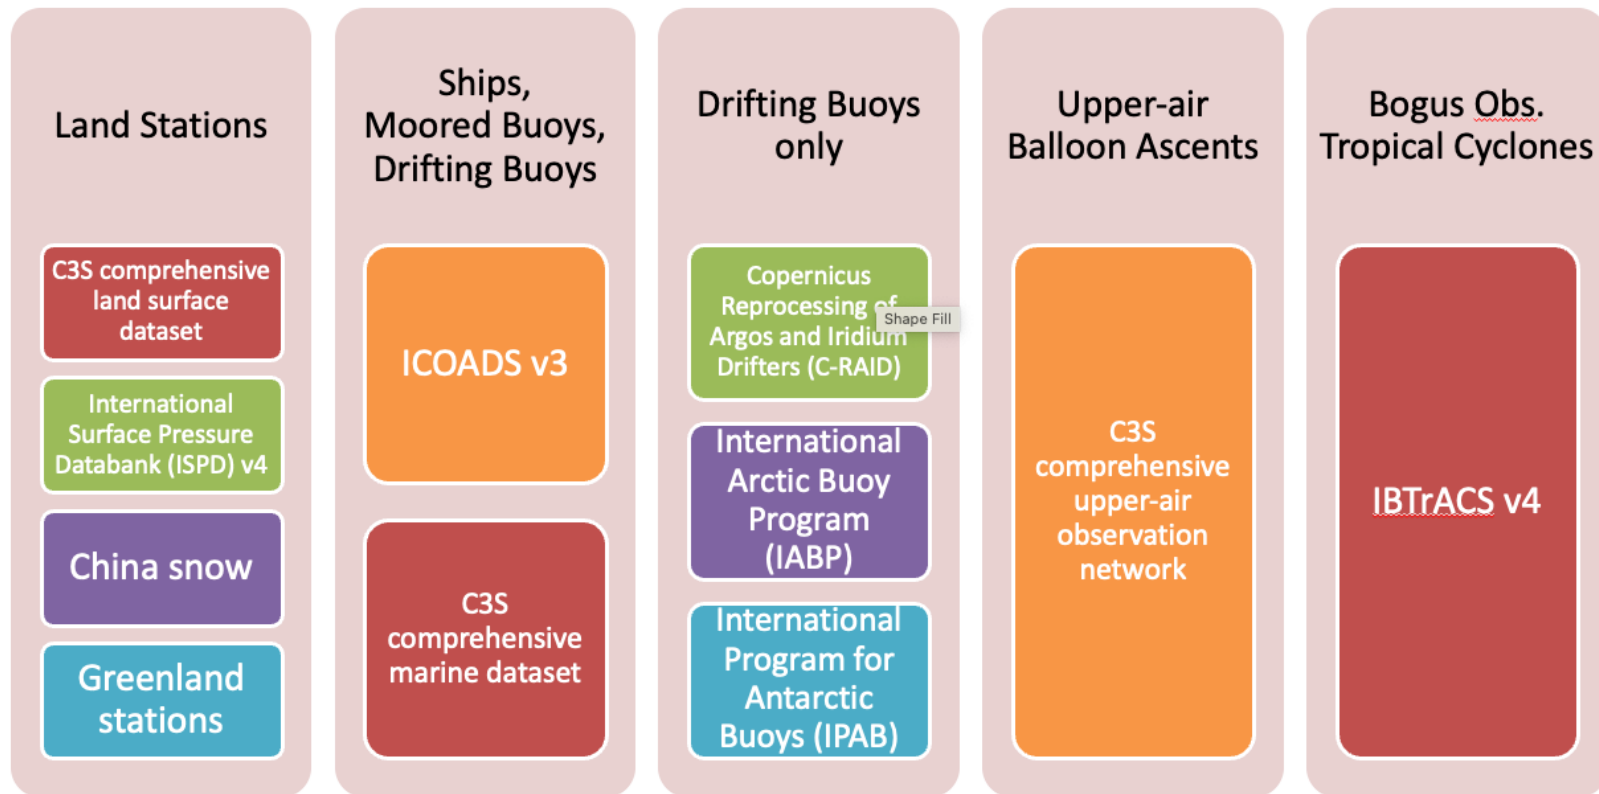 Land Stations
C3S comprehensive
land surface
dataset
International
Surface Pressure
Databank (ISPD) v4
China snow
Greenland
stations
Ships,
Moored Buoys,
Drifting Buoys
ICOADS v3
C3S
comprehensive
marine dataset
Drifting Buoys
only
Copernicus
Reprocessing of
Shape Fill
Argos and Iridium
Drifters (C-RAID)
International
Arctic Buoy
Program
(IABP)
International
Program for
Antarctic
Buoys (IPAB)
Upper-air
Balloon Ascents
C3S
comprehensive
upper-air
observation
network
Bogus Obs.
Tropical Cyclones
IBTrACS v4